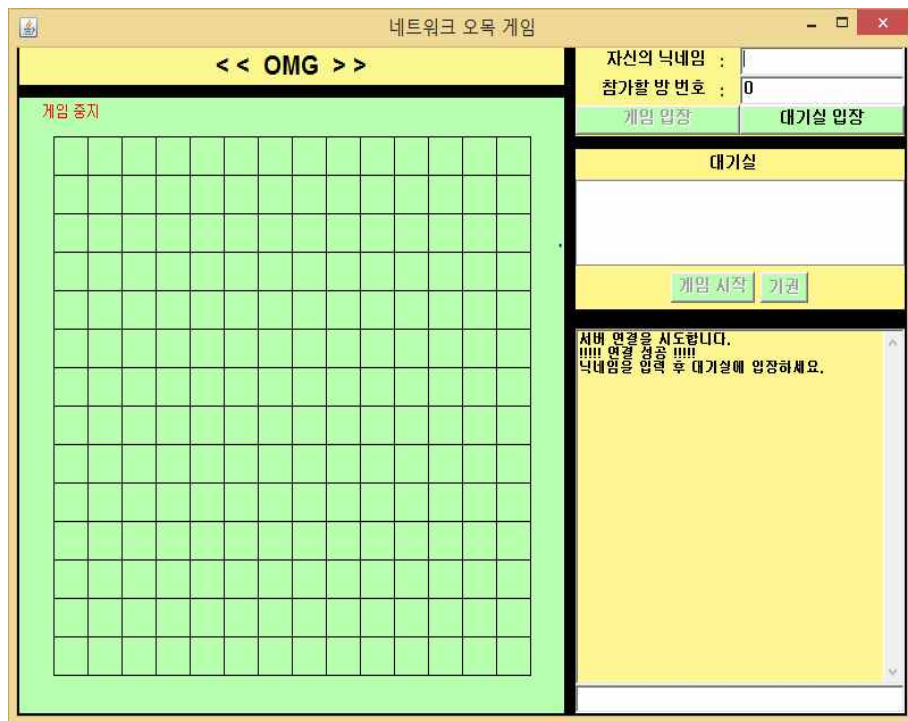 네트워크 오목 게임
<< OMG >>
게임 중지
자신의 닉네임 :
참가할 방 번호 : 0
게임 입장 대기실 입장
대기실
게임 시작 기권
서버 연결을 시도합니다.
!!!!! 연결 성공 !!!!!
닉네임을 입력 후 대기실에 입장하세요.